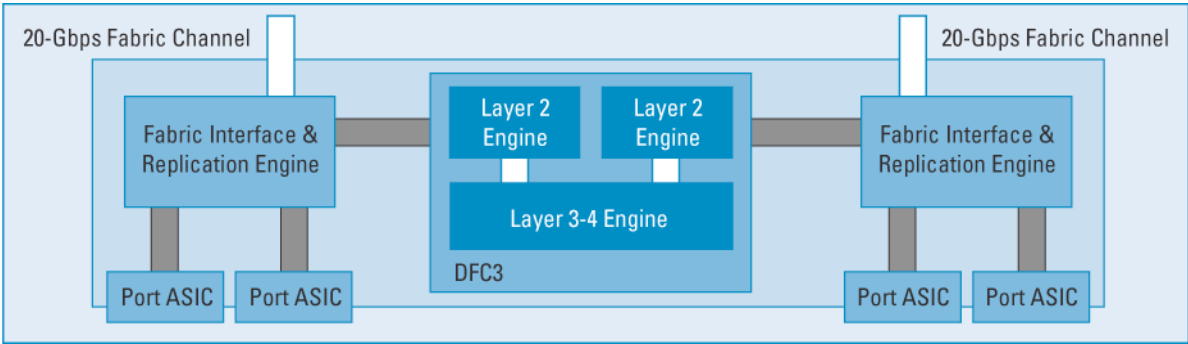 20-Gbps Fabric Channel
20-Gbps Fabric Channel
Fabric Interface &
Replication Engine
Layer 2
Engine
Layer 2
Engine
Fabric Interface &
Replication Engine
Layer 3-4 Engine
DFC3
Port ASIC
Port ASIC
Port ASIC
Port ASIC